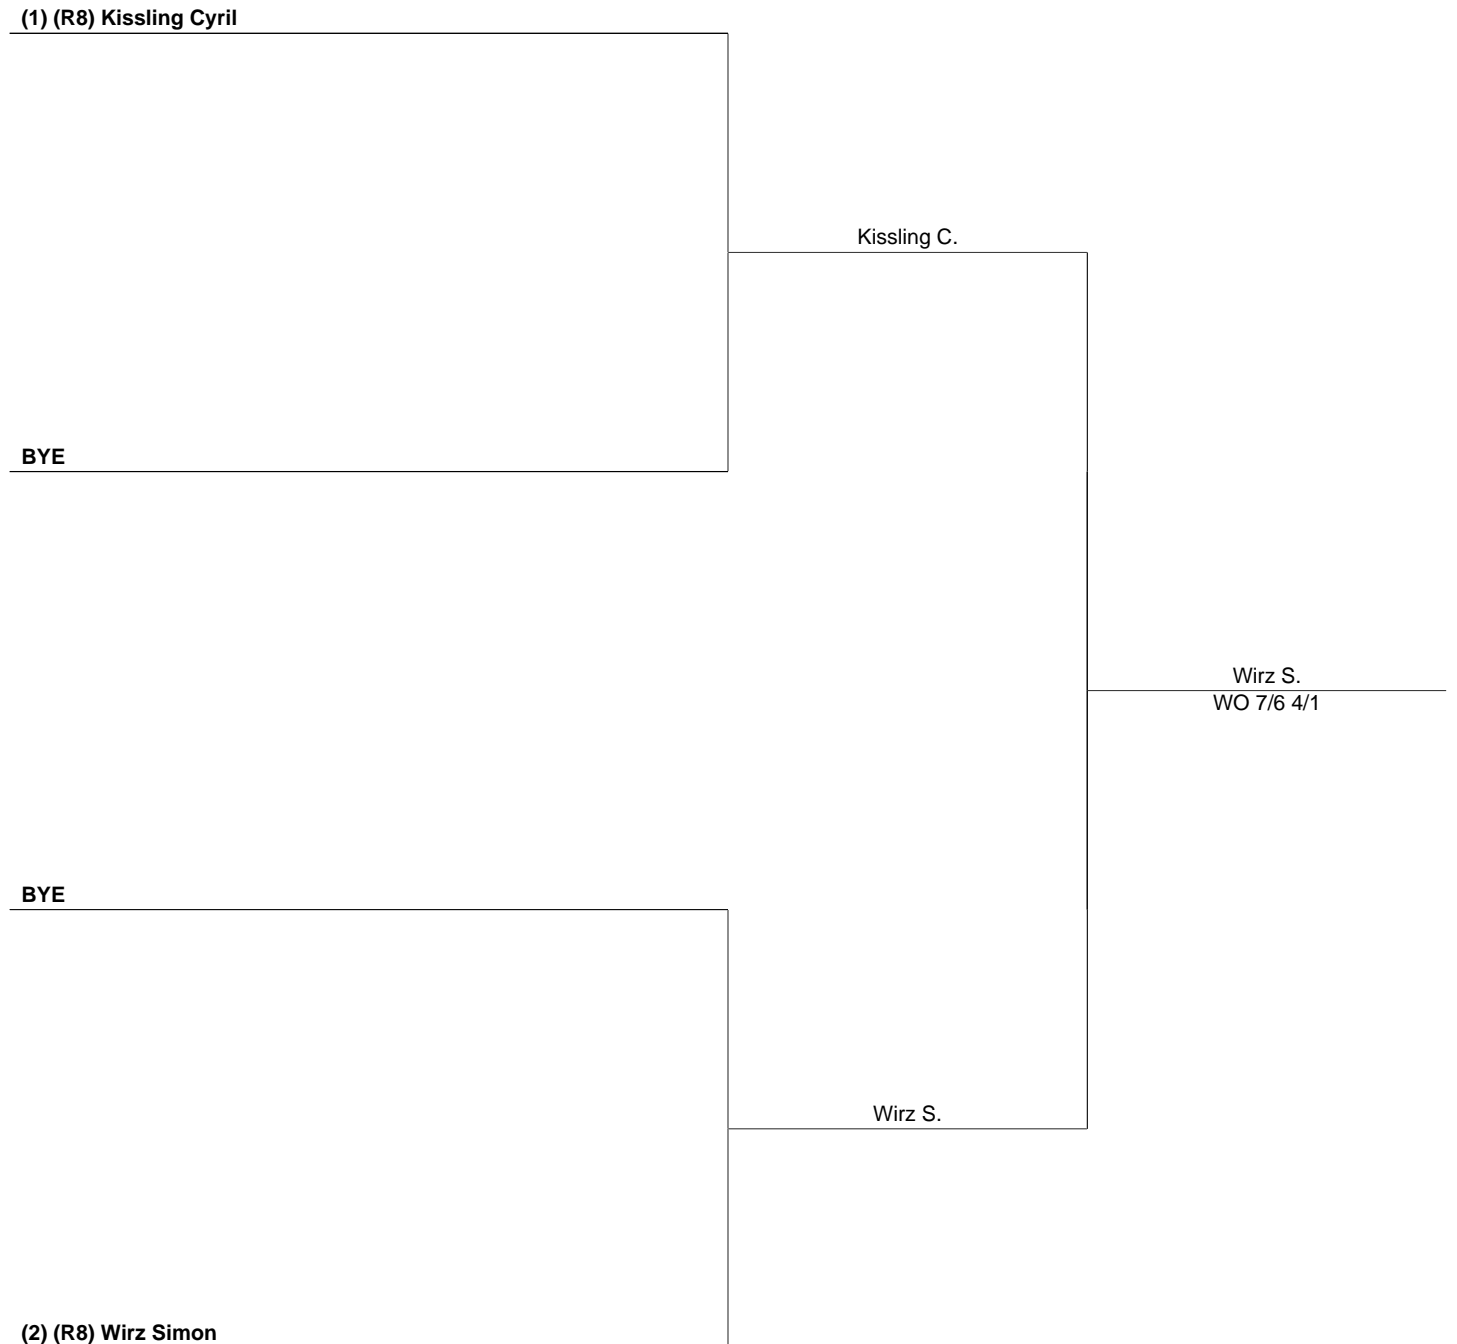 (1) (R8) Kissling Cyril
Kissling C.
BYE
Wirz S.
WO 7/6 4/1
BYE
Wirz S.
(2) (R8) Wirz Simon